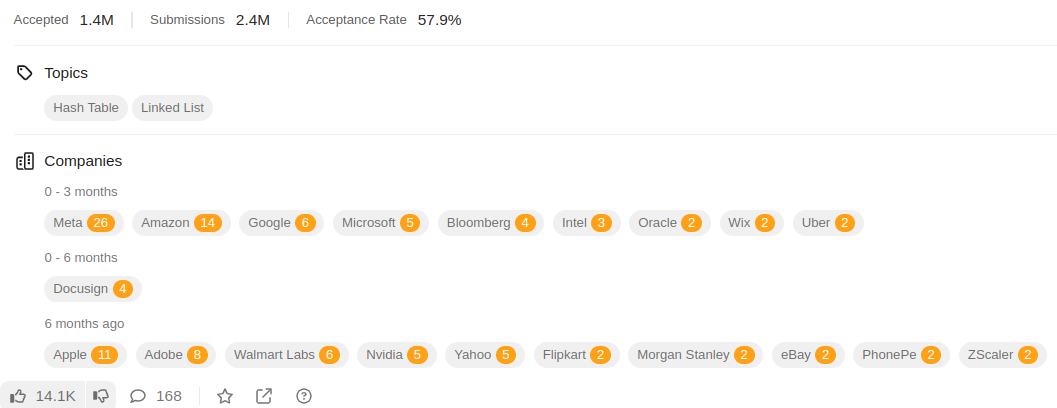 Accepted 1.4M Submissions 2.4M Acceptance Rate 57.9%
Topics
Hash Table Linked List
Companies
0 - 3 months
Meta 26 Amazon 14 Google 6 Microsoft 5 Bloomberg 4 Intel 3 Oracle 2 Wix 2 Uber 2
0 - 6 months
Docusign 4
6 months ago
Apple 11 Adobe 8 Walmart Labs 6 Nvidia 5 Yahoo 5 Flipkart 2 Morgan Stanley 2 eBay 2 PhonePe 2 ZScaler 2
14.1K 168